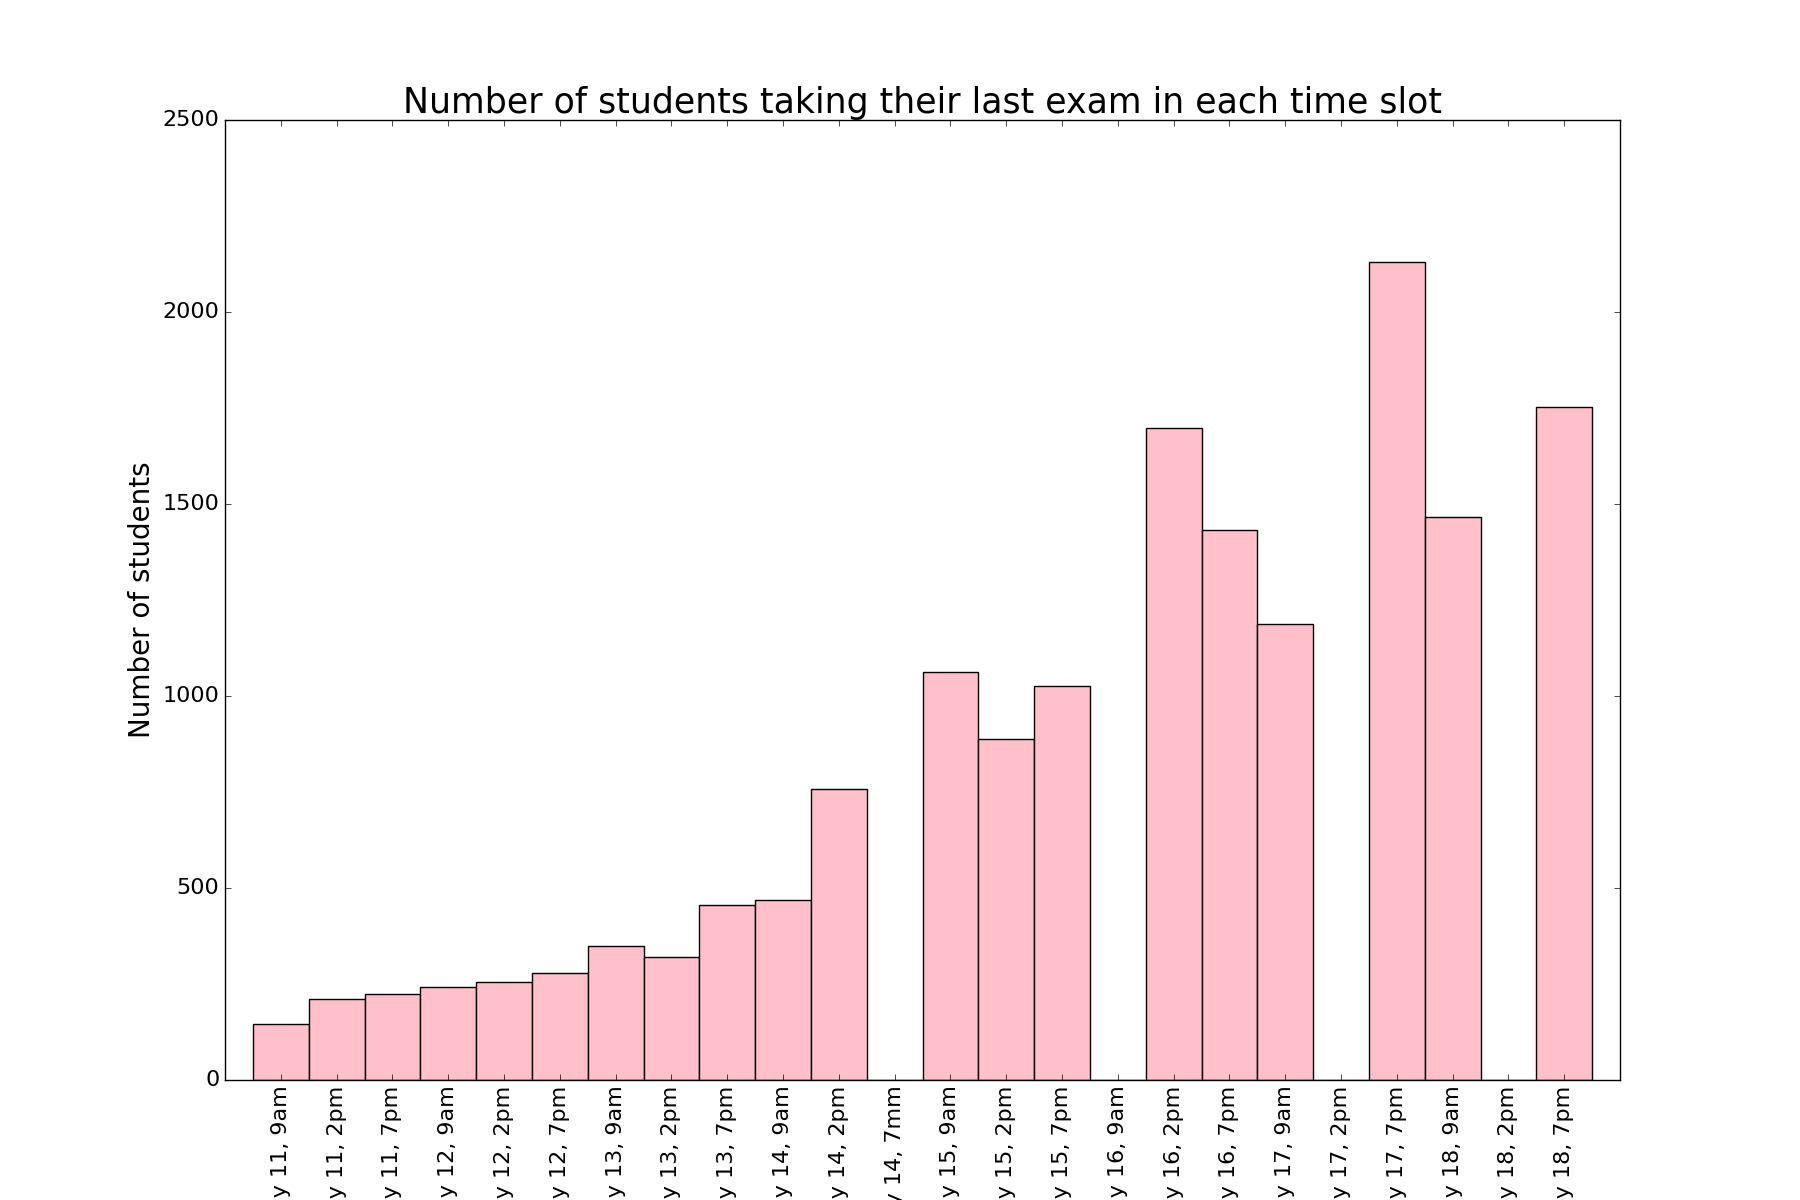 Number of students taking their last exam in each time slot
2500
2000
1500
1000
500
0
Number of students
y 11, 9am
y 11, 2pm
y 11, 7pm
y 12, 9am
y 12, 2pm
y 12, 7pm
y 13, 9am
y 13, 2pm
y 13, 7pm
y 14, 9am
y 14, 2pm
y 14, 7mm
y 15, 9am
y 15, 2pm
y 15, 7pm
y 16, 9am
y 16, 2pm
y 16, 7pm
y 17, 9am
y 17, 2pm
y 17, 7pm
y 18, 9am
y 18, 2pm
y 18, 7pm